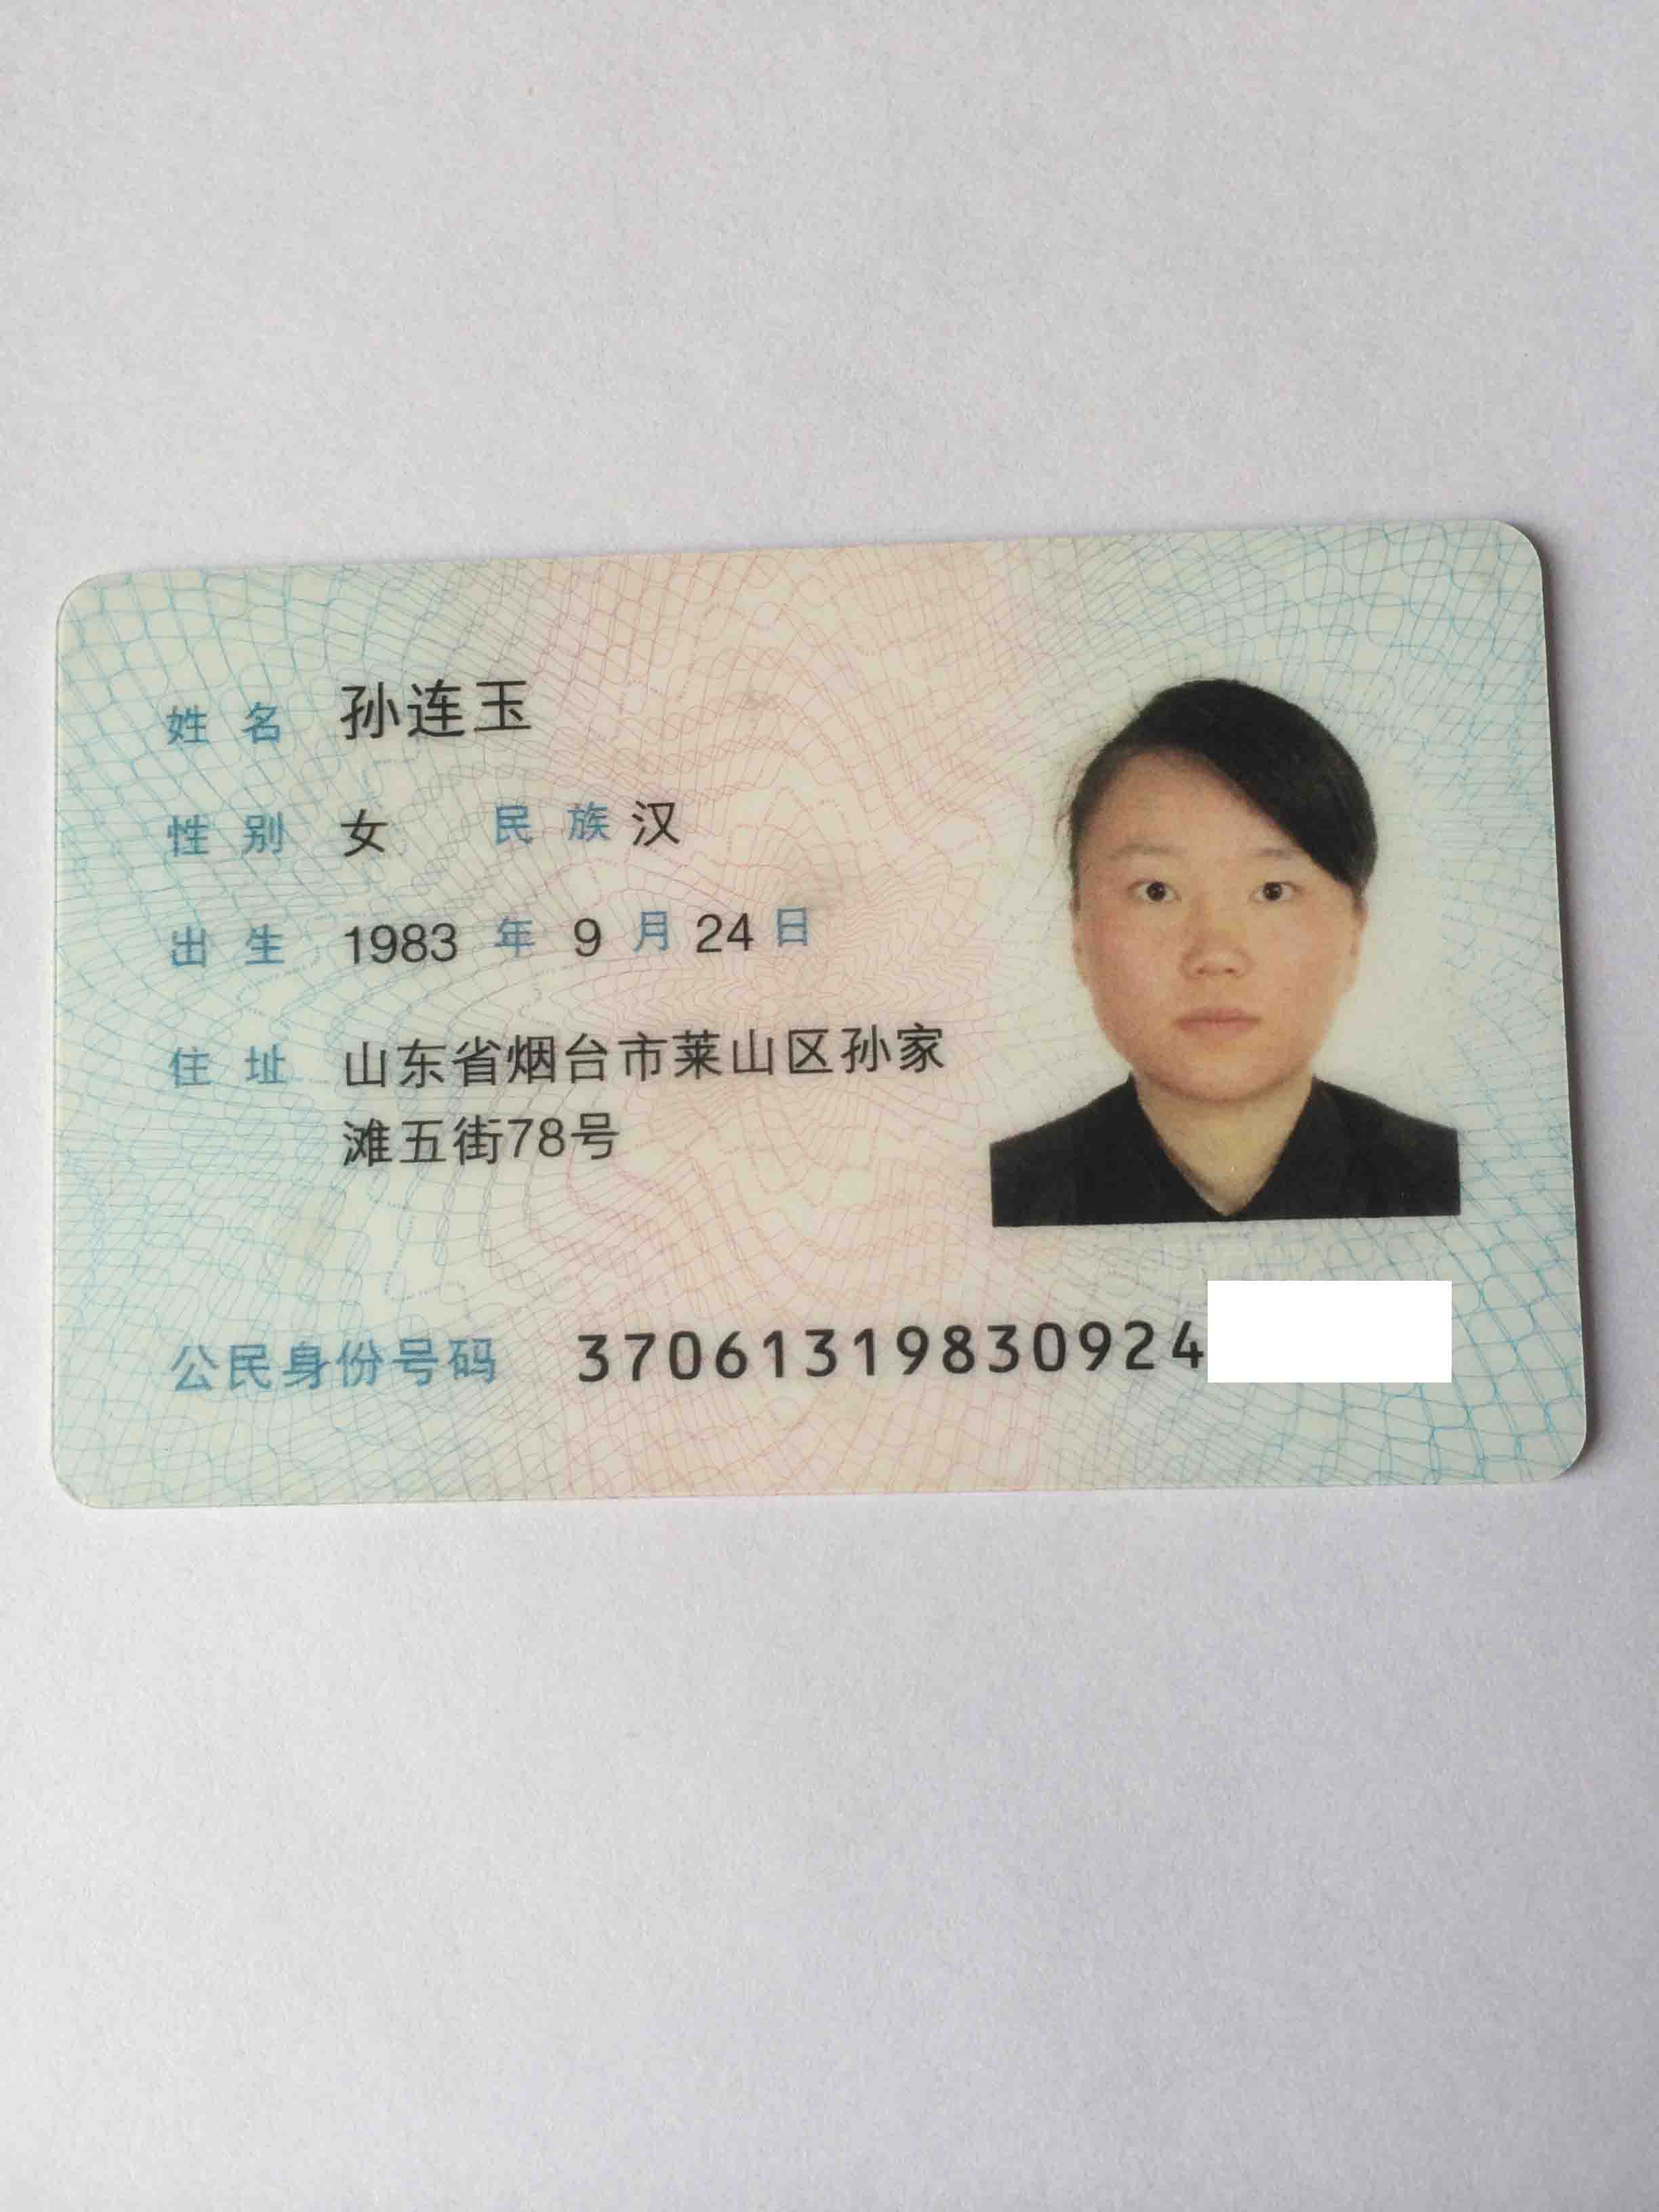 姓名 孙连玉
性别 女 民族 汉
出生 1983 年 9 月 24 日
住址 山东省烟台市莱山区孙家
滩五街78号
公民身份号码 37061319830924